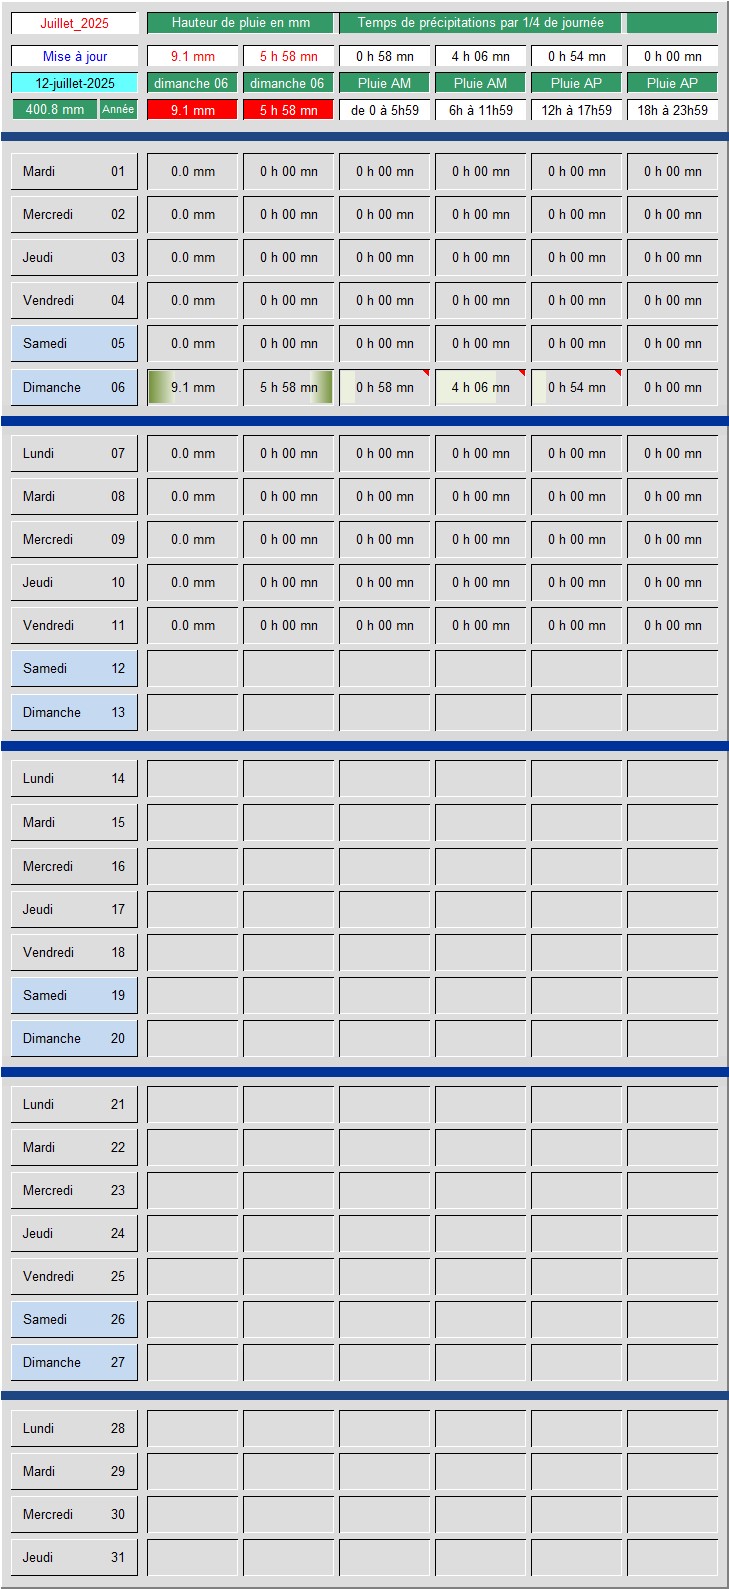 Juillet_2025 Hauteur de pluie en mm Temps de précipitations par 1/4 de journée
Mise à jour 9.1 mm 5 h 58 mn 0 h 58 mn 4 h 06 mn 0 h 54 mn 0 h 00 mn
12-juillet-2025 dimanche 06 dimanche 06 Pluie AM Pluie AM Pluie AP Pluie AP
400.8 mm Année 9.1 mm 5 h 58 mn de 0 à 5h59 6h à 11h59 12h à 17h59 18h à 23h59
Mardi 01 0.0 mm 0 h 00 mn 0 h 00 mn 0 h 00 mn 0 h 00 mn 0 h 00 mn
Mercredi 02 0.0 mm 0 h 00 mn 0 h 00 mn 0 h 00 mn 0 h 00 mn 0 h 00 mn
Jeudi 03 0.0 mm 0 h 00 mn 0 h 00 mn 0 h 00 mn 0 h 00 mn 0 h 00 mn
Vendredi 04 0.0 mm 0 h 00 mn 0 h 00 mn 0 h 00 mn 0 h 00 mn 0 h 00 mn
Samedi 05 0.0 mm 0 h 00 mn 0 h 00 mn 0 h 00 mn 0 h 00 mn 0 h 00 mn
Dimanche 06 9.1 mm 5 h 58 mn 0 h 58 mn 4 h 06 mn 0 h 54 mn 0 h 00 mn
Lundi 07 0.0 mm 0 h 00 mn 0 h 00 mn 0 h 00 mn 0 h 00 mn 0 h 00 mn
Mardi 08 0.0 mm 0 h 00 mn 0 h 00 mn 0 h 00 mn 0 h 00 mn 0 h 00 mn
Mercredi 09 0.0 mm 0 h 00 mn 0 h 00 mn 0 h 00 mn 0 h 00 mn 0 h 00 mn
Jeudi 10 0.0 mm 0 h 00 mn 0 h 00 mn 0 h 00 mn 0 h 00 mn 0 h 00 mn
Vendredi 11 0.0 mm 0 h 00 mn 0 h 00 mn 0 h 00 mn 0 h 00 mn 0 h 00 mn
Samedi 12
Dimanche 13
Lundi 14
Mardi 15
Mercredi 16
Jeudi 17
Vendredi 18
Samedi 19
Dimanche 20
Lundi 21
Mardi 22
Mercredi 23
Jeudi 24
Vendredi 25
Samedi 26
Dimanche 27
Lundi 28
Mardi 29
Mercredi 30
Jeudi 31